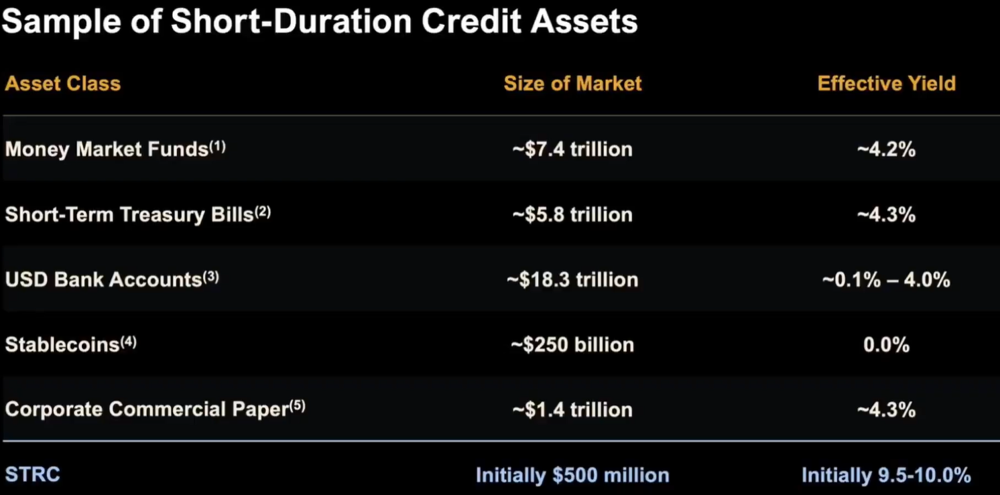 Sample of Short-Duration Credit Assets
Asset Class Size of Market Effective Yield
Money Market Funds(1) ~$7.4 trillion ~4.2%
Short-Term Treasury Bills(2) ~$5.8 trillion ~4.3%
USD Bank Accounts(3) ~$18.3 trillion ~0.1% – 4.0%
Stablecoins(4) ~$250 billion 0.0%
Corporate Commercial Paper(5) ~$1.4 trillion ~4.3%
STRC Initially $500 million Initially 9.5-10.0%